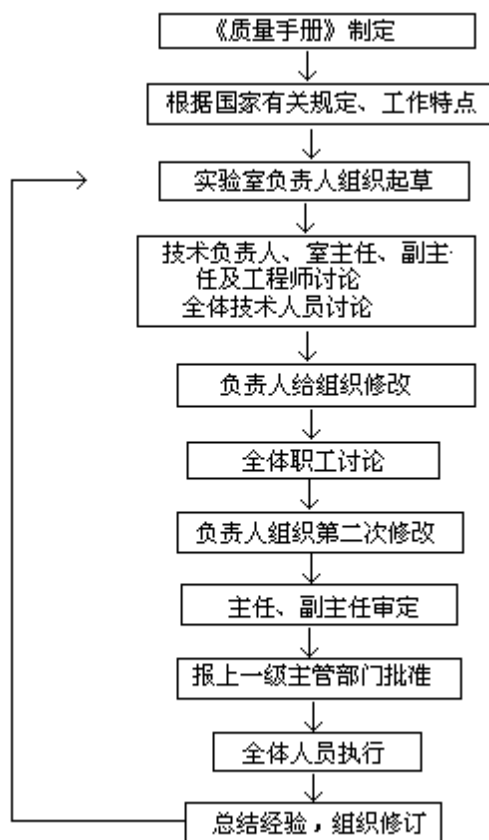 《质量手册》制定
根据国家有关规定、工作特点
实验室负责人组织起草
技术负责人、室主任、副主
任及工程师讨论
全体技术人员讨论
负责人给组织修改
全体职工讨论
负责人组织第二次修改
主任、副主任审定
报上一级主管部门批准
全体人员执行
总结经验，组织修订